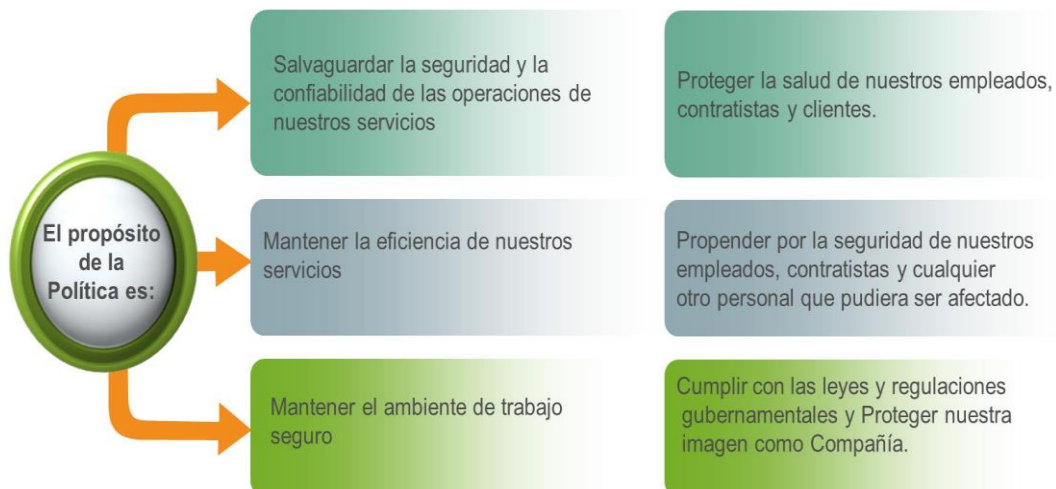 El propósito
de la
Política es:
Salvaguardar la seguridad y la
confiabilidad de las operaciones de
nuestros servicios
Proteger la salud de nuestros empleados,
contratistas y clientes.
Mantener la eficiencia de nuestros
servicios
Propender por la seguridad de nuestros
empleados, contratistas y cualquier
otro personal que pudiera ser afectado.
Mantener el ambiente de trabajo
seguro
Cumplir con las leyes y regulaciones
gubernamentales y Proteger nuestra
imagen como Compañía.